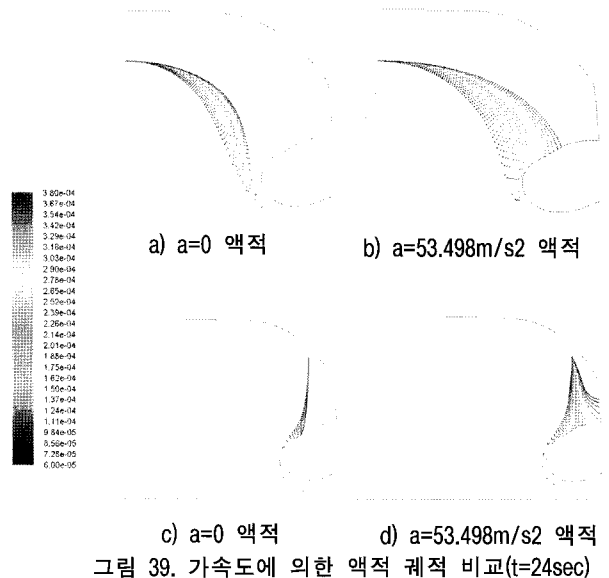 a) a=0 액적
b) a=53.498m/s2 액적
3.80e-04
3.67e-04
3.54e-04
3.42e-04
3.29e-04
3.16e-04
3.03e-04
2.90e-04
2.78e-04
2.65e-04
2.52e-04
2.39e-04
2.26e-04
2.14e-04
2.01e-04
1.88e-04
1.75e-04
1.62e-04
1.50e-04
1.37e-04
1.24e-04
1.11e-04
9.84e-05
8.56e-05
7.28e-05
6.00e-05
c) a=0 액적
d) a=53.498m/s2 액적
그림 39. 가속도에 의한 액적 궤적 비교(t=24sec)